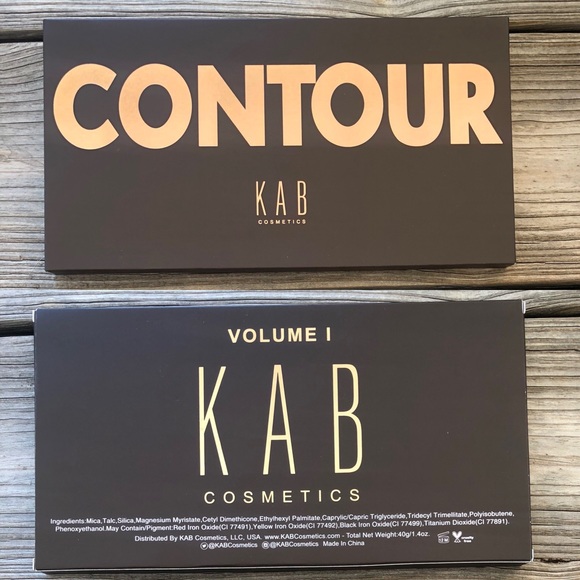 CONTOUR
KAB
COSMETICS
VOLUME I
KAB
COSMETICS
Ingredients:Mica,Talc,Silica,Magnesium Myristate,Cetyl Dimethicone,Ethylhexyl Palmitate,Caprylic/Capric Triglyceride,Tridecyl Trimellitate,Polyisobutene,
Phenoxyethanol.May Contain/Pigment:Red Iron Oxide(CI 77491),Yellow Iron Oxide(CI 77492),Black Iron Oxide(CI 77499),Titanium Dioxide(CI 77891).
Distributed By KAB Cosmetics, LLC, USA. www.KabCosmetics.com - Total Net Weight:40g/1.4oz.
@KABCosmetics @KABCosmetics Made In China